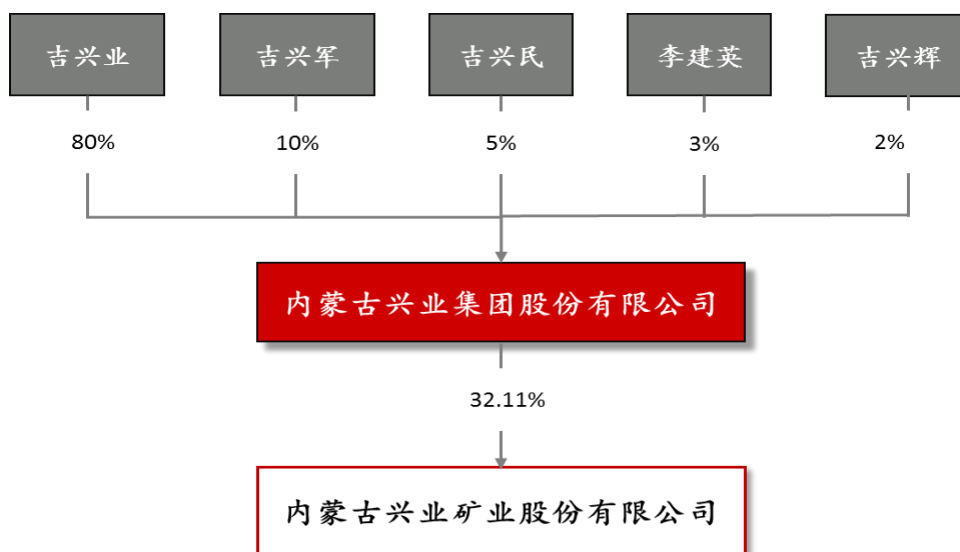 吉兴业 吉兴军 吉兴民 李建英 吉兴辉
80% 10% 5% 3% 2%
内蒙古兴业集团股份有限公司
32.11%
内蒙古兴业矿业股份有限公司